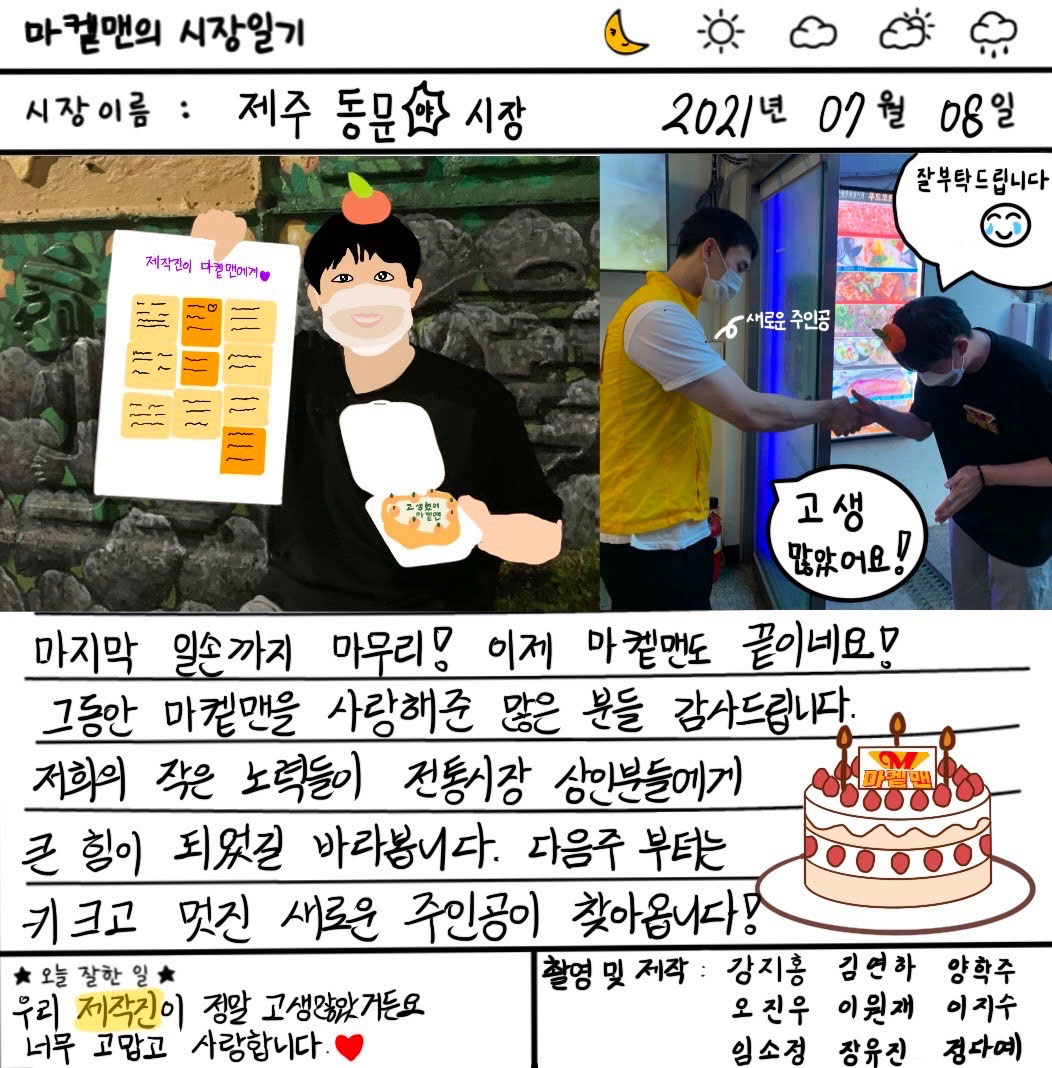 마켙맨의 시장일기
시장이름 : 제주 동문 야 시장 2021년 07월 08일
제작진이 마켙맨에게♥
고생했어
마켙맨
잘부탁드립니다
새로운 주인공
고생
많았어요!
마지막 일손까지 마무리! 이제 마켙맨도 끝이네요!
그동안 마켙맨을 사랑해준 많은 분들 감사드립니다.
저희의 작은 노력들이 전통시장 상인분들에게
큰 힘이 되었길 바라봅니다. 다음주 부터는
키 크고 멋진 새로운 주인공이 찾아옵니다!
M
마켙맨
★ 오늘 잘한 일 ★
우리 제작진이 정말 고생많았거든요
너무 고맙고 사랑합니다.♥
촬영 및 제작 : 강지홍 김연하 양학주
오진우 이원재 이지수
임소정 장유진 정다예